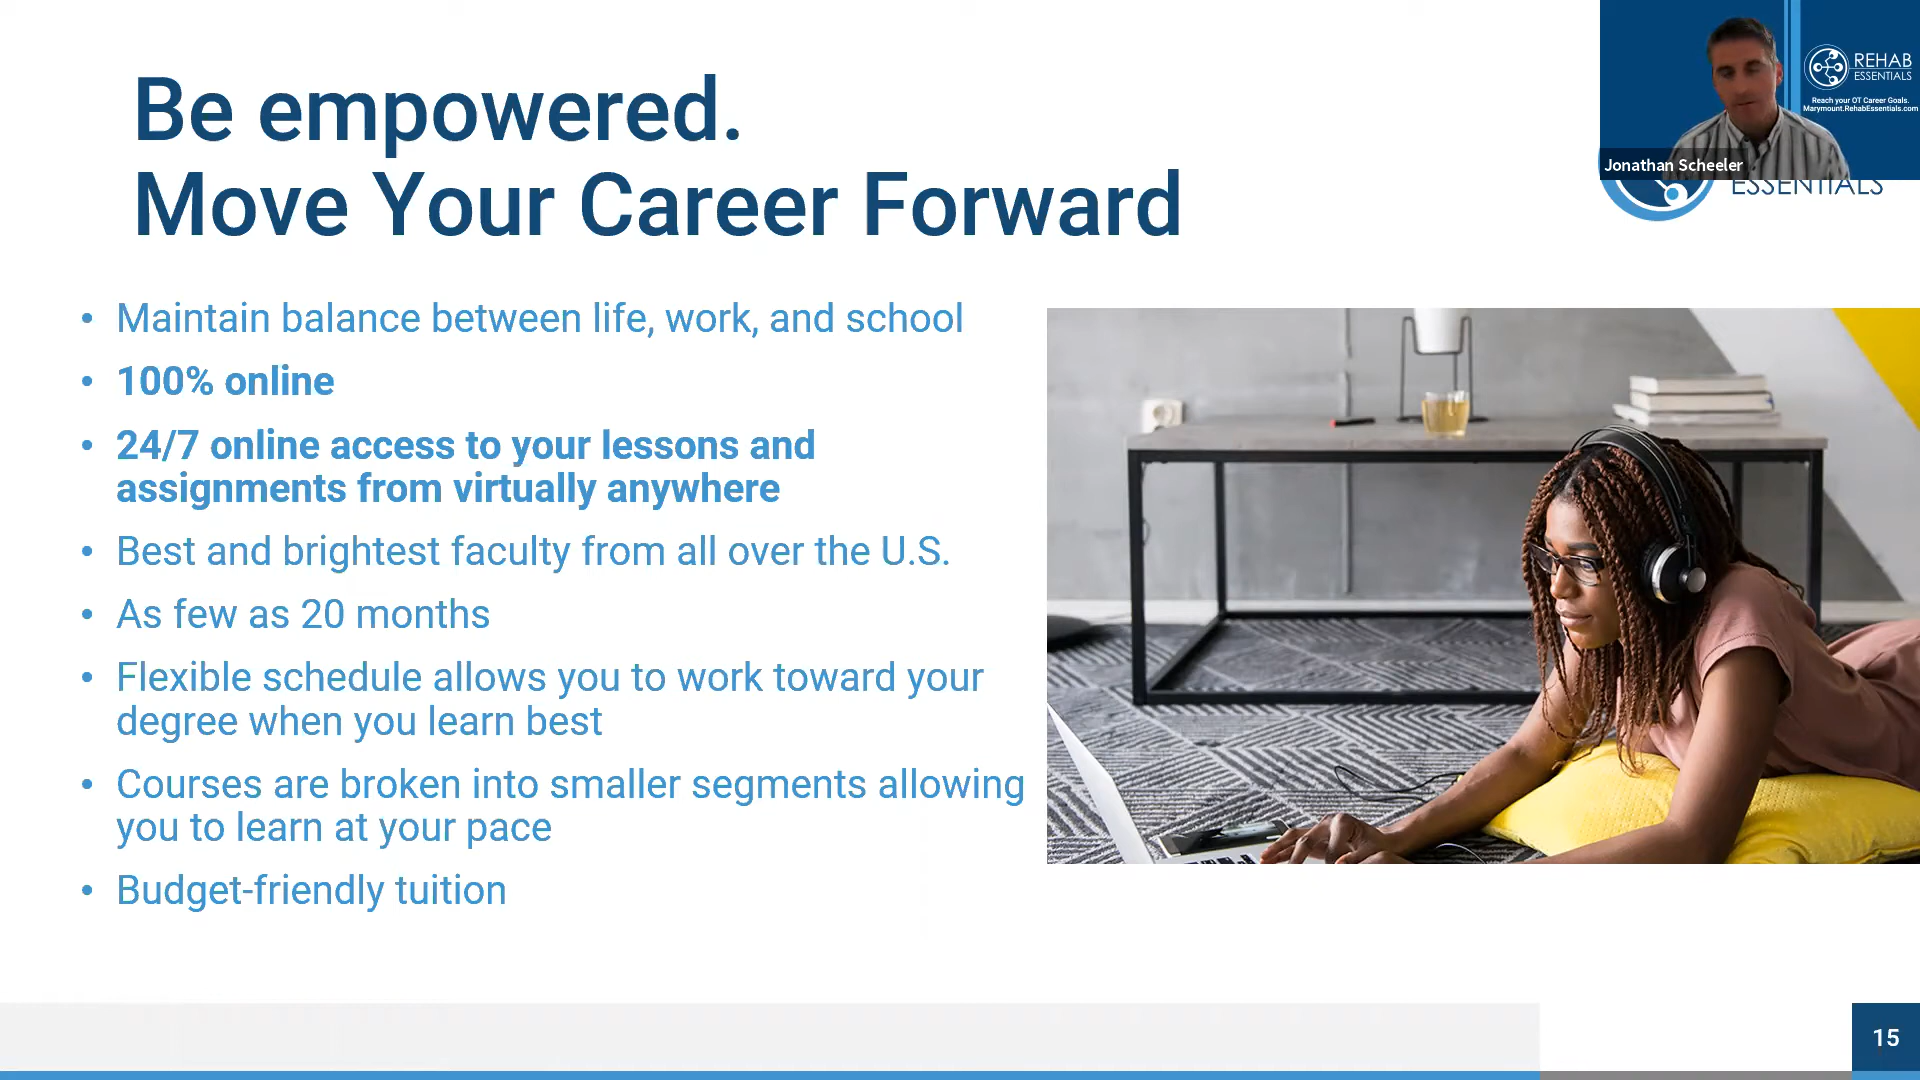 Be empowered.
Move Your Career Forward
REHAB
ESSENTIALS
Reach your OT Career Goals.
Marymount.RehabEssentials.com
Jonathan Scheeler
ESSENTIALS
• Maintain balance between life, work, and school
• 100% online
• 24/7 online access to your lessons and
assignments from virtually anywhere
• Best and brightest faculty from all over the U.S.
• As few as 20 months
• Flexible schedule allows you to work toward your
degree when you learn best
• Courses are broken into smaller segments allowing
you to learn at your pace
• Budget-friendly tuition
15